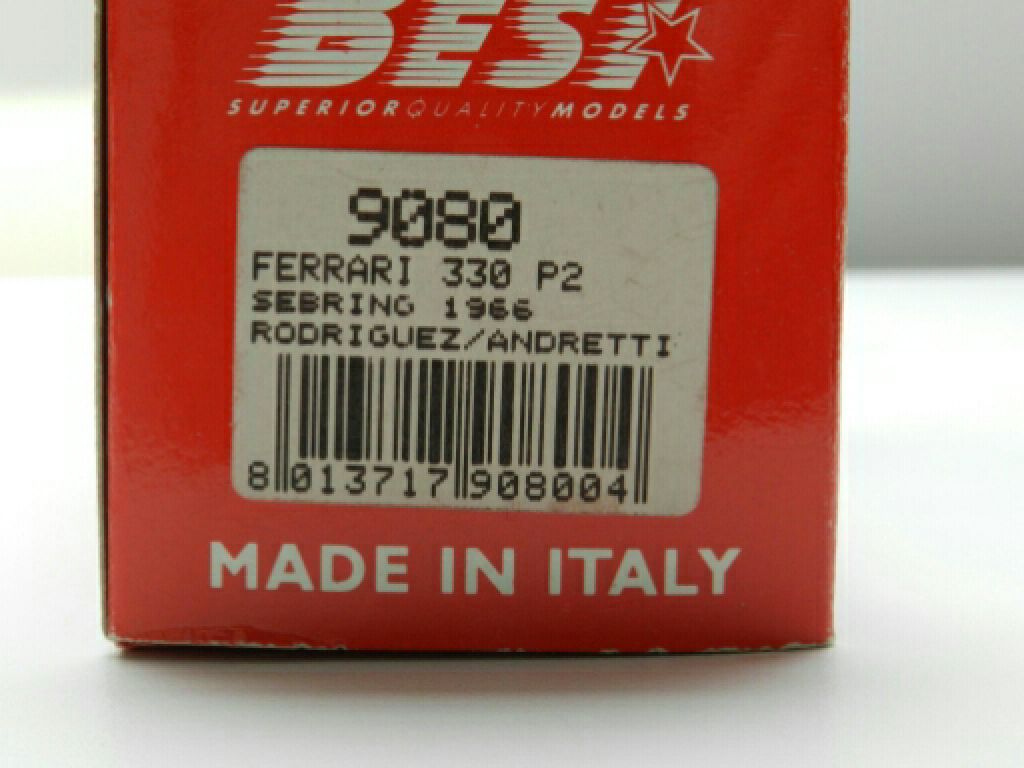 BEST
SUPERIORQUALITYMODELS
9080
FERRARI 330 P2
SEBRING 1966
RODRIGUEZ/ANDRETTI
8 013717 908004
MADE IN ITALY